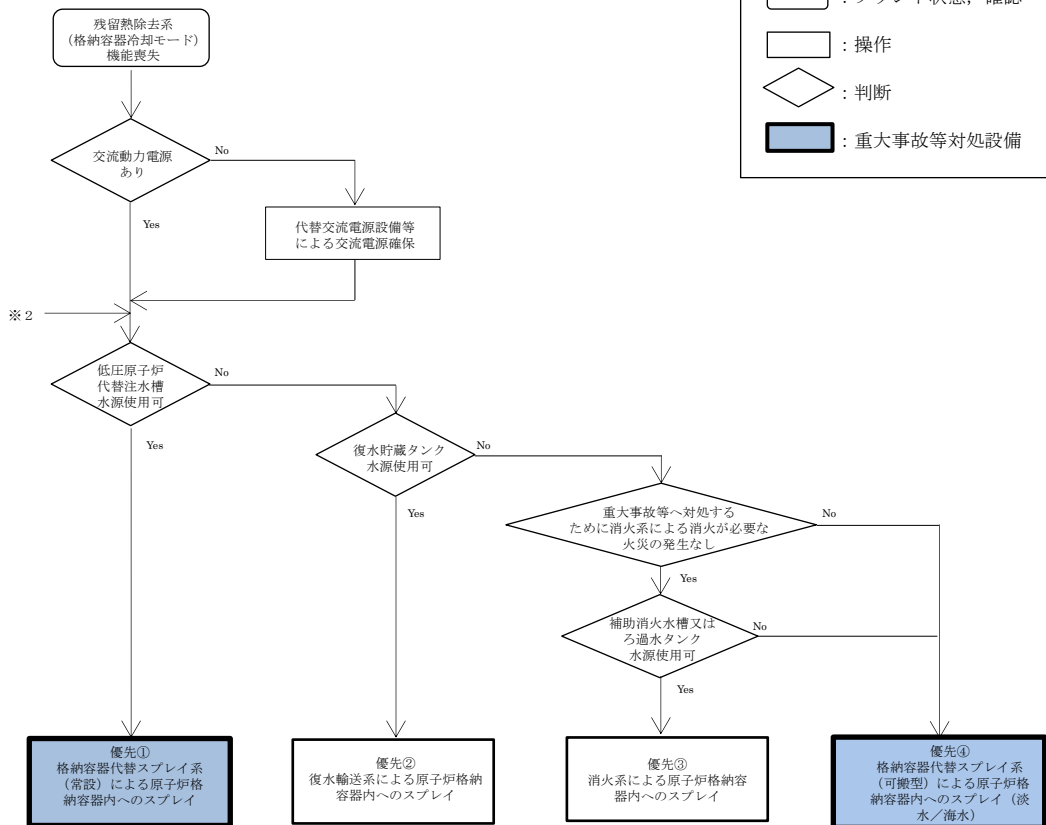 ：プラント状態，確認
：操作
：判断
：重大事故等対処設備
残留熱除去系
（格納容器冷却モード）
機能喪失
交流動力電源
あり
No
Yes
代替交流電源設備等
による交流電源確保
※２
低圧原子炉
代替注水槽
水源使用可
No
Yes
復水貯蔵タンク
水源使用可
No
Yes
重大事故等へ対処する
ために消火系による消火が必要な
火災の発生なし
No
Yes
補助消火水槽又は
ろ過水タンク
水源使用可
No
Yes
優先①
格納容器代替スプレイ系
（常設）による原子炉格
納容器内へのスプレイ
優先②
復水輸送系による原子炉格納
容器内へのスプレイ
優先③
消火系による原子炉格納容
器内へのスプレイ
優先④
格納容器代替スプレイ系
（可搬型）による原子炉格
納容器内へのスプレイ（淡
水／海水）